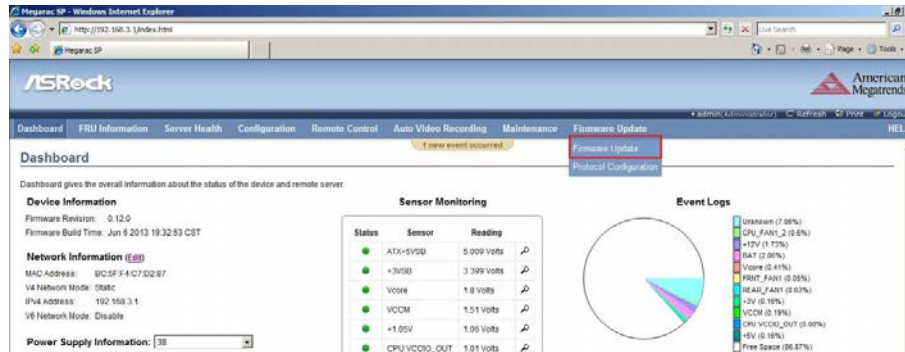 Megarac SP - Windows Internet Explorer
http://192.168.3.1/index.html
Live Search
Megarac SP
Page
Tools
ASRock
American Megatrends
admin(Administrator) Refresh Print Logou
Dashboard FRU Information Server Health Configuration Remote Control Auto Video Recording Maintenance Firmware Update HEL
1 new event occurred
Firmware Update
Protocol Configuration
Dashboard
Dashboard gives the overall information about the status of the device and remote server.
Device Information
Firmware Revision: 0.12.0
Firmware Build Time: Jun 6 2013 19:32:53 CST
Network Information (Edit)
MAC Address: BC:5F:F4:C7:D2:87
V4 Network Mode: Static
IPv4 Address: 192.168.3.1
V6 Network Mode: Disable
Power Supply Information: 38
Sensor Monitoring
Status Sensor Reading
ATX+5VSB 5.009 Volts
+3VSB 3.399 Volts
Vcore 1.8 Volts
VCCM 1.51 Volts
+1.05V 1.06 Volts
CPU VCCIO_OUT 1.01 Volts
Event Logs
Unknown (7.06%)
CPU_FAN1_2 (0.6%)
+12V (1.73%)
BAT (2.06%)
Vcore (0.41%)
FRNT_FAN1 (0.05%)
REAR_FAN1 (0.63%)
+3V (0.16%)
VCCM (0.19%)
CPU VCCIO_OUT (0.08%)
+5V (0.16%)
Free Space (86.87%)